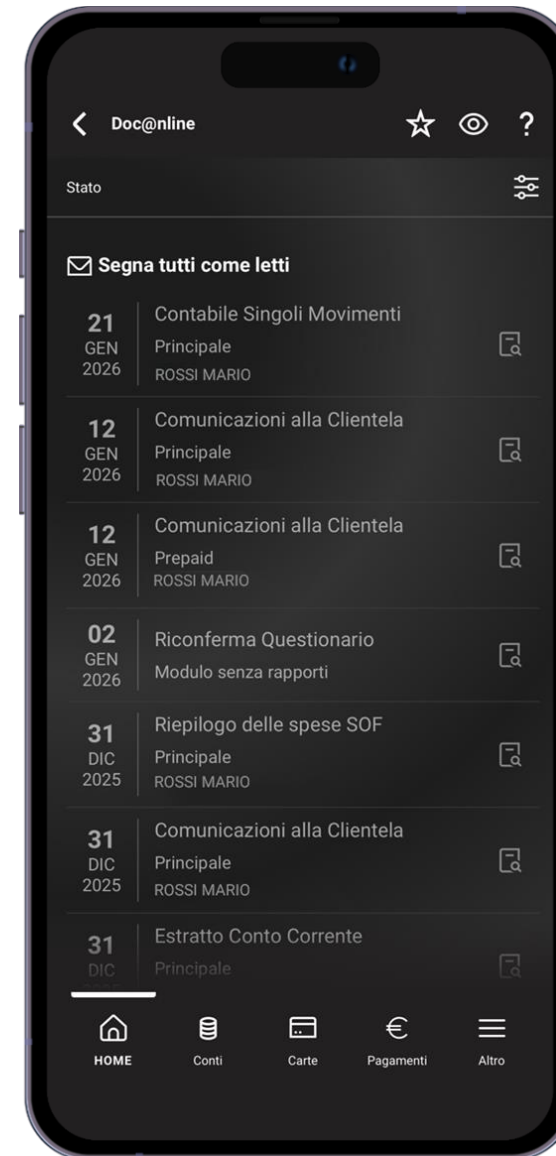 Doc@nline
?
Stato
Segna tutti come letti
21
GEN
2026
Contabile Singoli Movimenti
Principale
ROSSI MARIO
12
GEN
2026
Comunicazioni alla Clientela
Principale
ROSSI MARIO
12
GEN
2026
Comunicazioni alla Clientela
Prepaid
ROSSI MARIO
02
GEN
2026
Riconferma Questionario
Modulo senza rapporti
31
DIC
2025
Riepilogo delle spese SOF
Principale
ROSSI MARIO
31
DIC
2025
Comunicazioni alla Clientela
Principale
ROSSI MARIO
31
DIC
Estratto Conto Corrente
Principale
HOME
Conti
Carte
Pagamenti
Altro